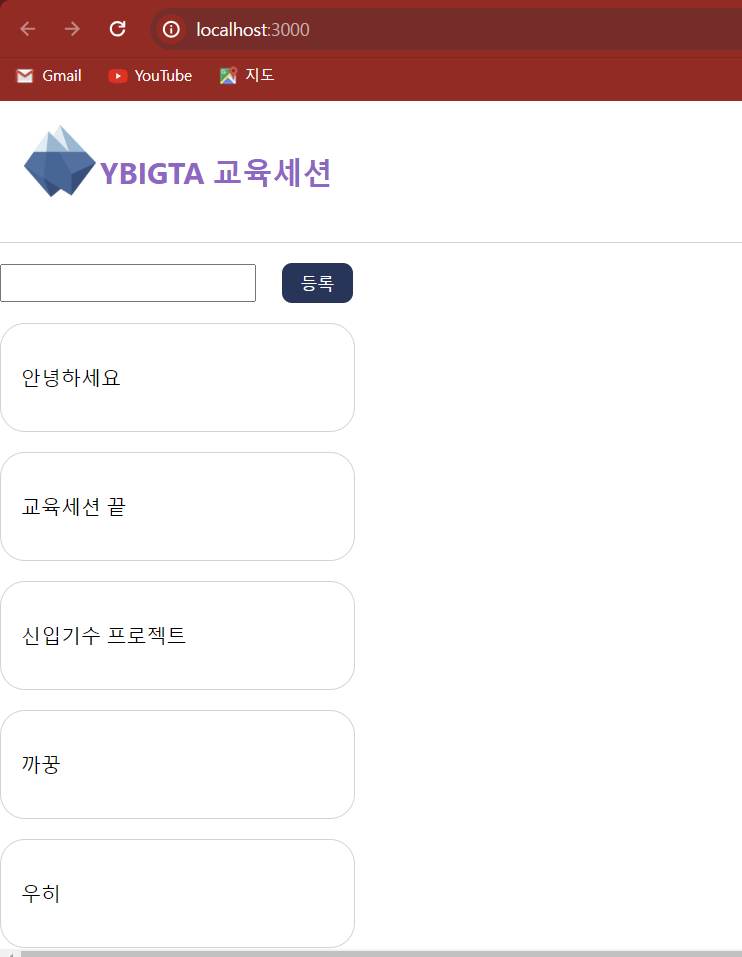 localhost:3000
Gmail YouTube 지도
YBIGTA 교육세션
등록
안녕하세요
교육세션 끝
신입기수 프로젝트
까꿍
우히